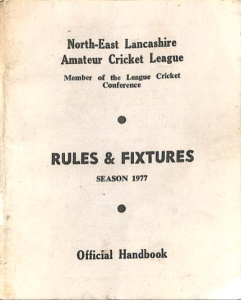 North-East Lancashire
Amateur Cricket League
Member of the League Cricket
Conference
RULES & FIXTURES
SEASON 1977
Official Handbook